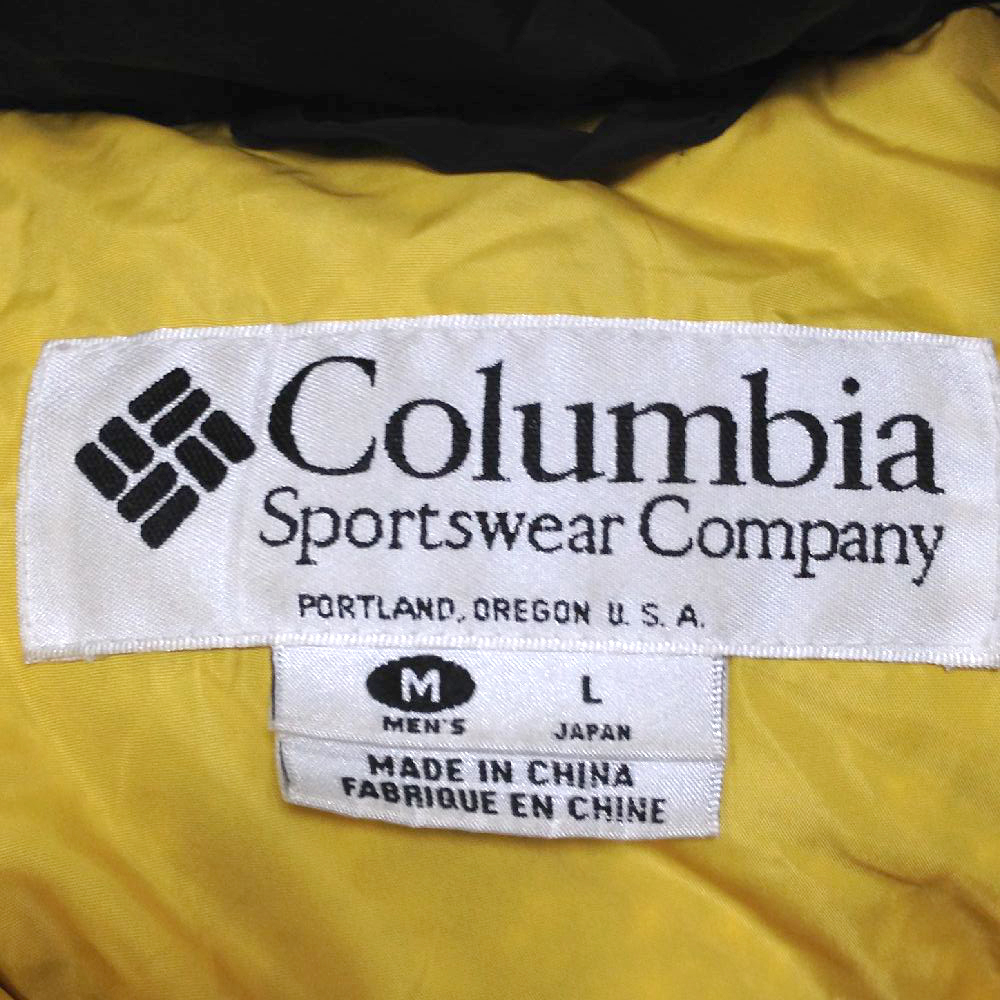 Columbia
Sportswear Company
PORTLAND, OREGON U.S.A.
M L
MEN'S JAPAN
MADE IN CHINA
FABRIQUE EN CHINE